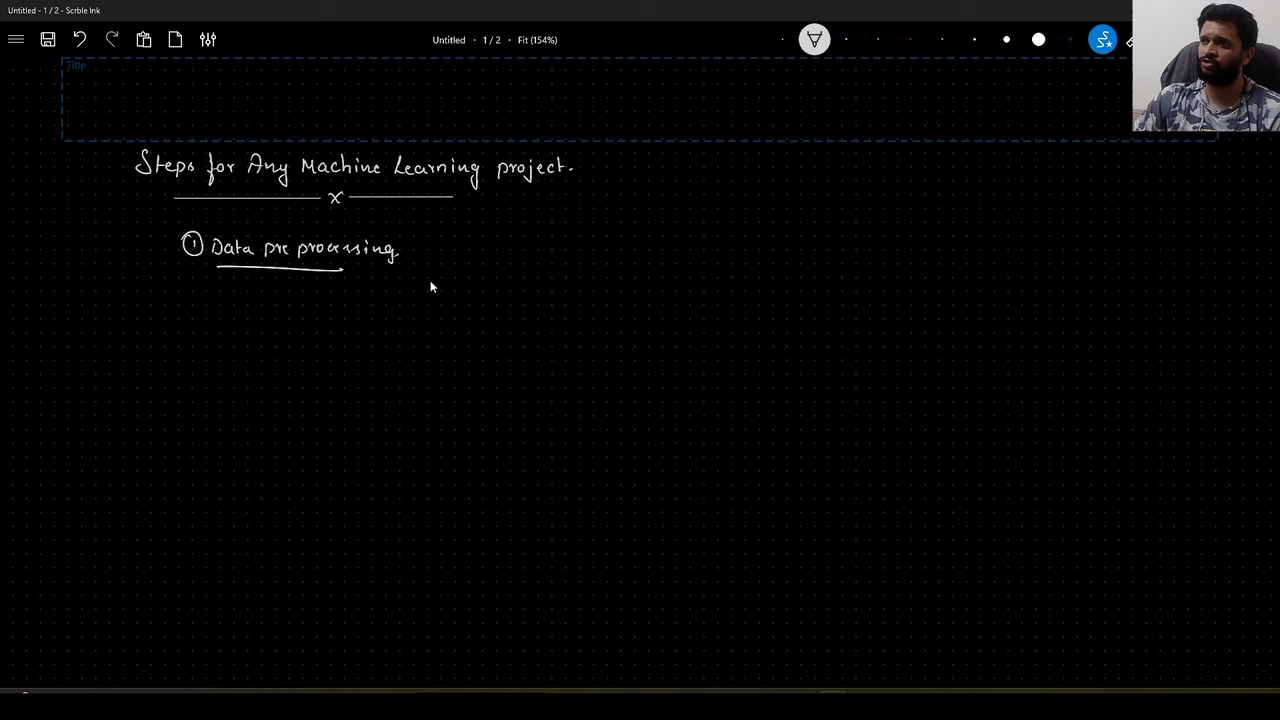 Untitled - 1 / 2 - Scrble Ink
Untitled • 1 / 2 • Fit (154%)
Title
Steps for Any Machine Learning project.
x
① Data pre processing